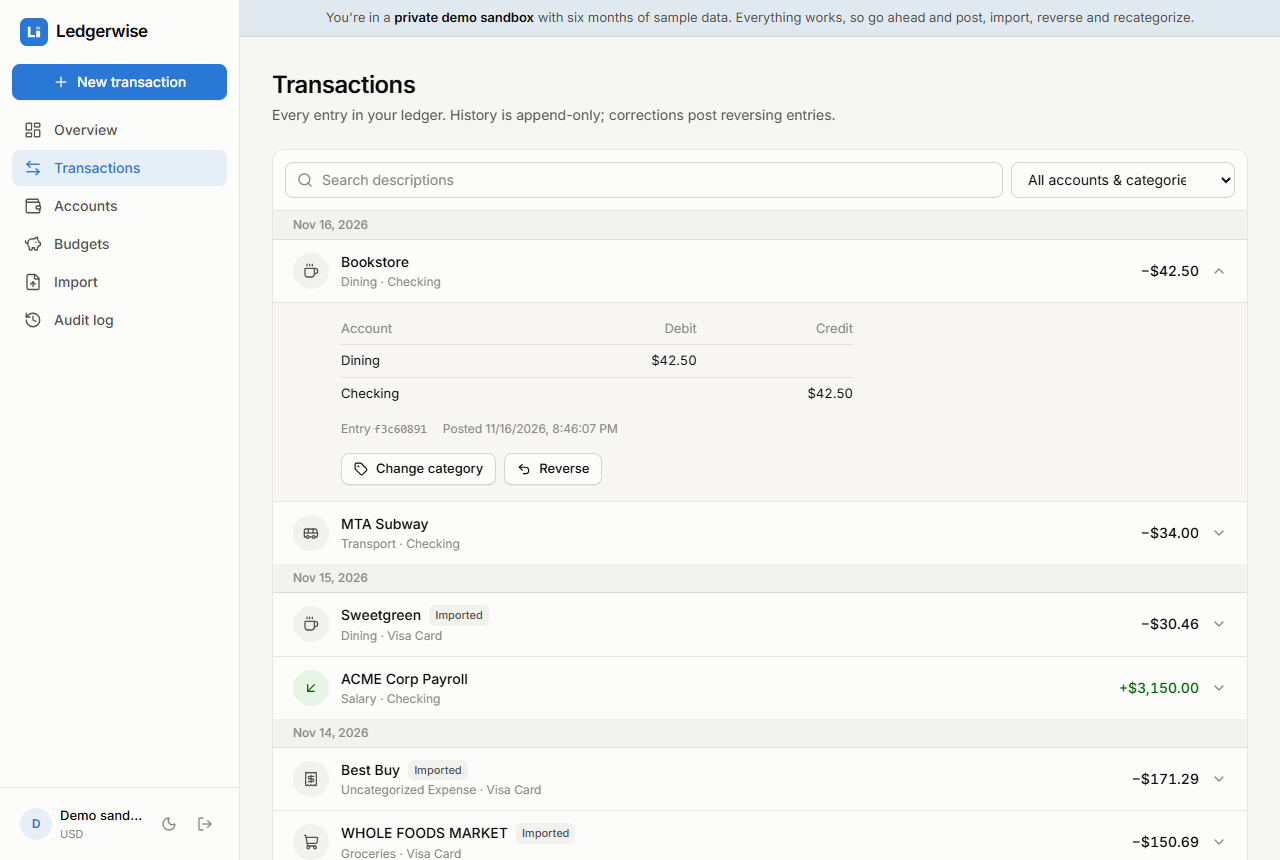 Li Ledgerwise
You're in a private demo sandbox with six months of sample data. Everything works, so go ahead and post, import, reverse and recategorize.
New transaction
Overview
Transactions
Accounts
Budgets
Import
Audit log
Transactions
Every entry in your ledger. History is append-only; corrections post reversing entries.
Search descriptions
All accounts & categorie
Nov 16, 2026
Bookstore
Dining · Checking
−$42.50
Account Debit Credit
Dining $42.50
Checking $42.50
Entry f3c60891 Posted 11/16/2026, 8:46:07 PM
Change category Reverse
MTA Subway
Transport · Checking
−$34.00
Nov 15, 2026
Sweetgreen Imported
Dining · Visa Card
−$30.46
ACME Corp Payroll
Salary · Checking
+$3,150.00
Nov 14, 2026
Best Buy Imported
Uncategorized Expense · Visa Card
−$171.29
WHOLE FOODS MARKET Imported
Groceries · Visa Card
−$150.69
D Demo sand...
USD